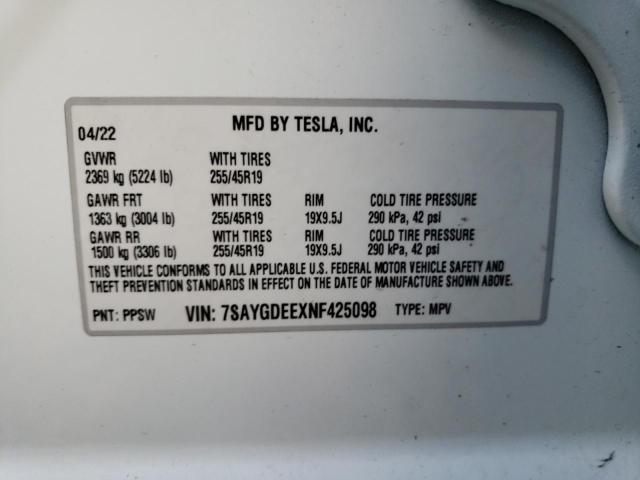 MFD BY TESLA, INC.
04/22
GVWR WITH TIRES
2369 kg (5224 lb) 255/45R19
GAWR FRT WITH TIRES RIM COLD TIRE PRESSURE
1363 kg (3004 lb) 255/45R19 19X9.5J 290 kPa, 42 psi
GAWR RR WITH TIRES RIM COLD TIRE PRESSURE
1500 kg (3306 lb) 255/45R19 19X9.5J 290 kPa, 42 psi
THIS VEHICLE CONFORMS TO ALL APPLICABLE U.S. FEDERAL MOTOR VEHICLE SAFETY AND
THEFT PREVENTION STANDARDS IN EFFECT ON THE DATE OF MANUFACTURE SHOWN ABOVE.
PNT: PPSW VIN: 7SAYGDEEXNF425098 TYPE: MPV